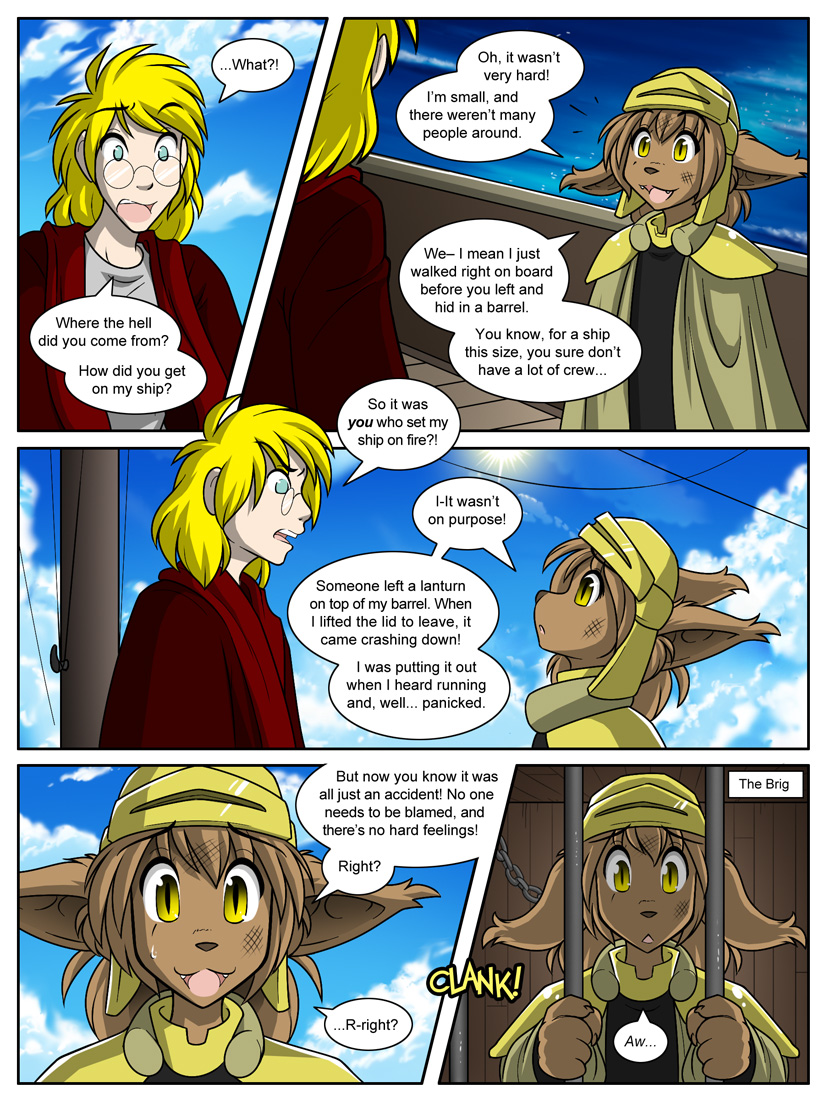 ...What?!
Where the hell
did you come from?
How did you get
on my ship?
Oh, it wasn't
very hard!
I'm small, and
there weren't many
people around.
We– I mean I just
walked right on board
before you left and
hid in a barrel.
You know, for a ship
this size, you sure don't
have a lot of crew...
So it was
you who set my
ship on fire?!
I-It wasn't
on purpose!
Someone left a lanturn
on top of my barrel. When
I lifted the lid to leave, it
came crashing down!
I was putting it out
when I heard running
and, well... panicked.
But now you know it was
all just an accident! No one
needs to be blamed, and
there's no hard feelings!
Right?
...R-right?
CLANK!
The Brig
Aw...